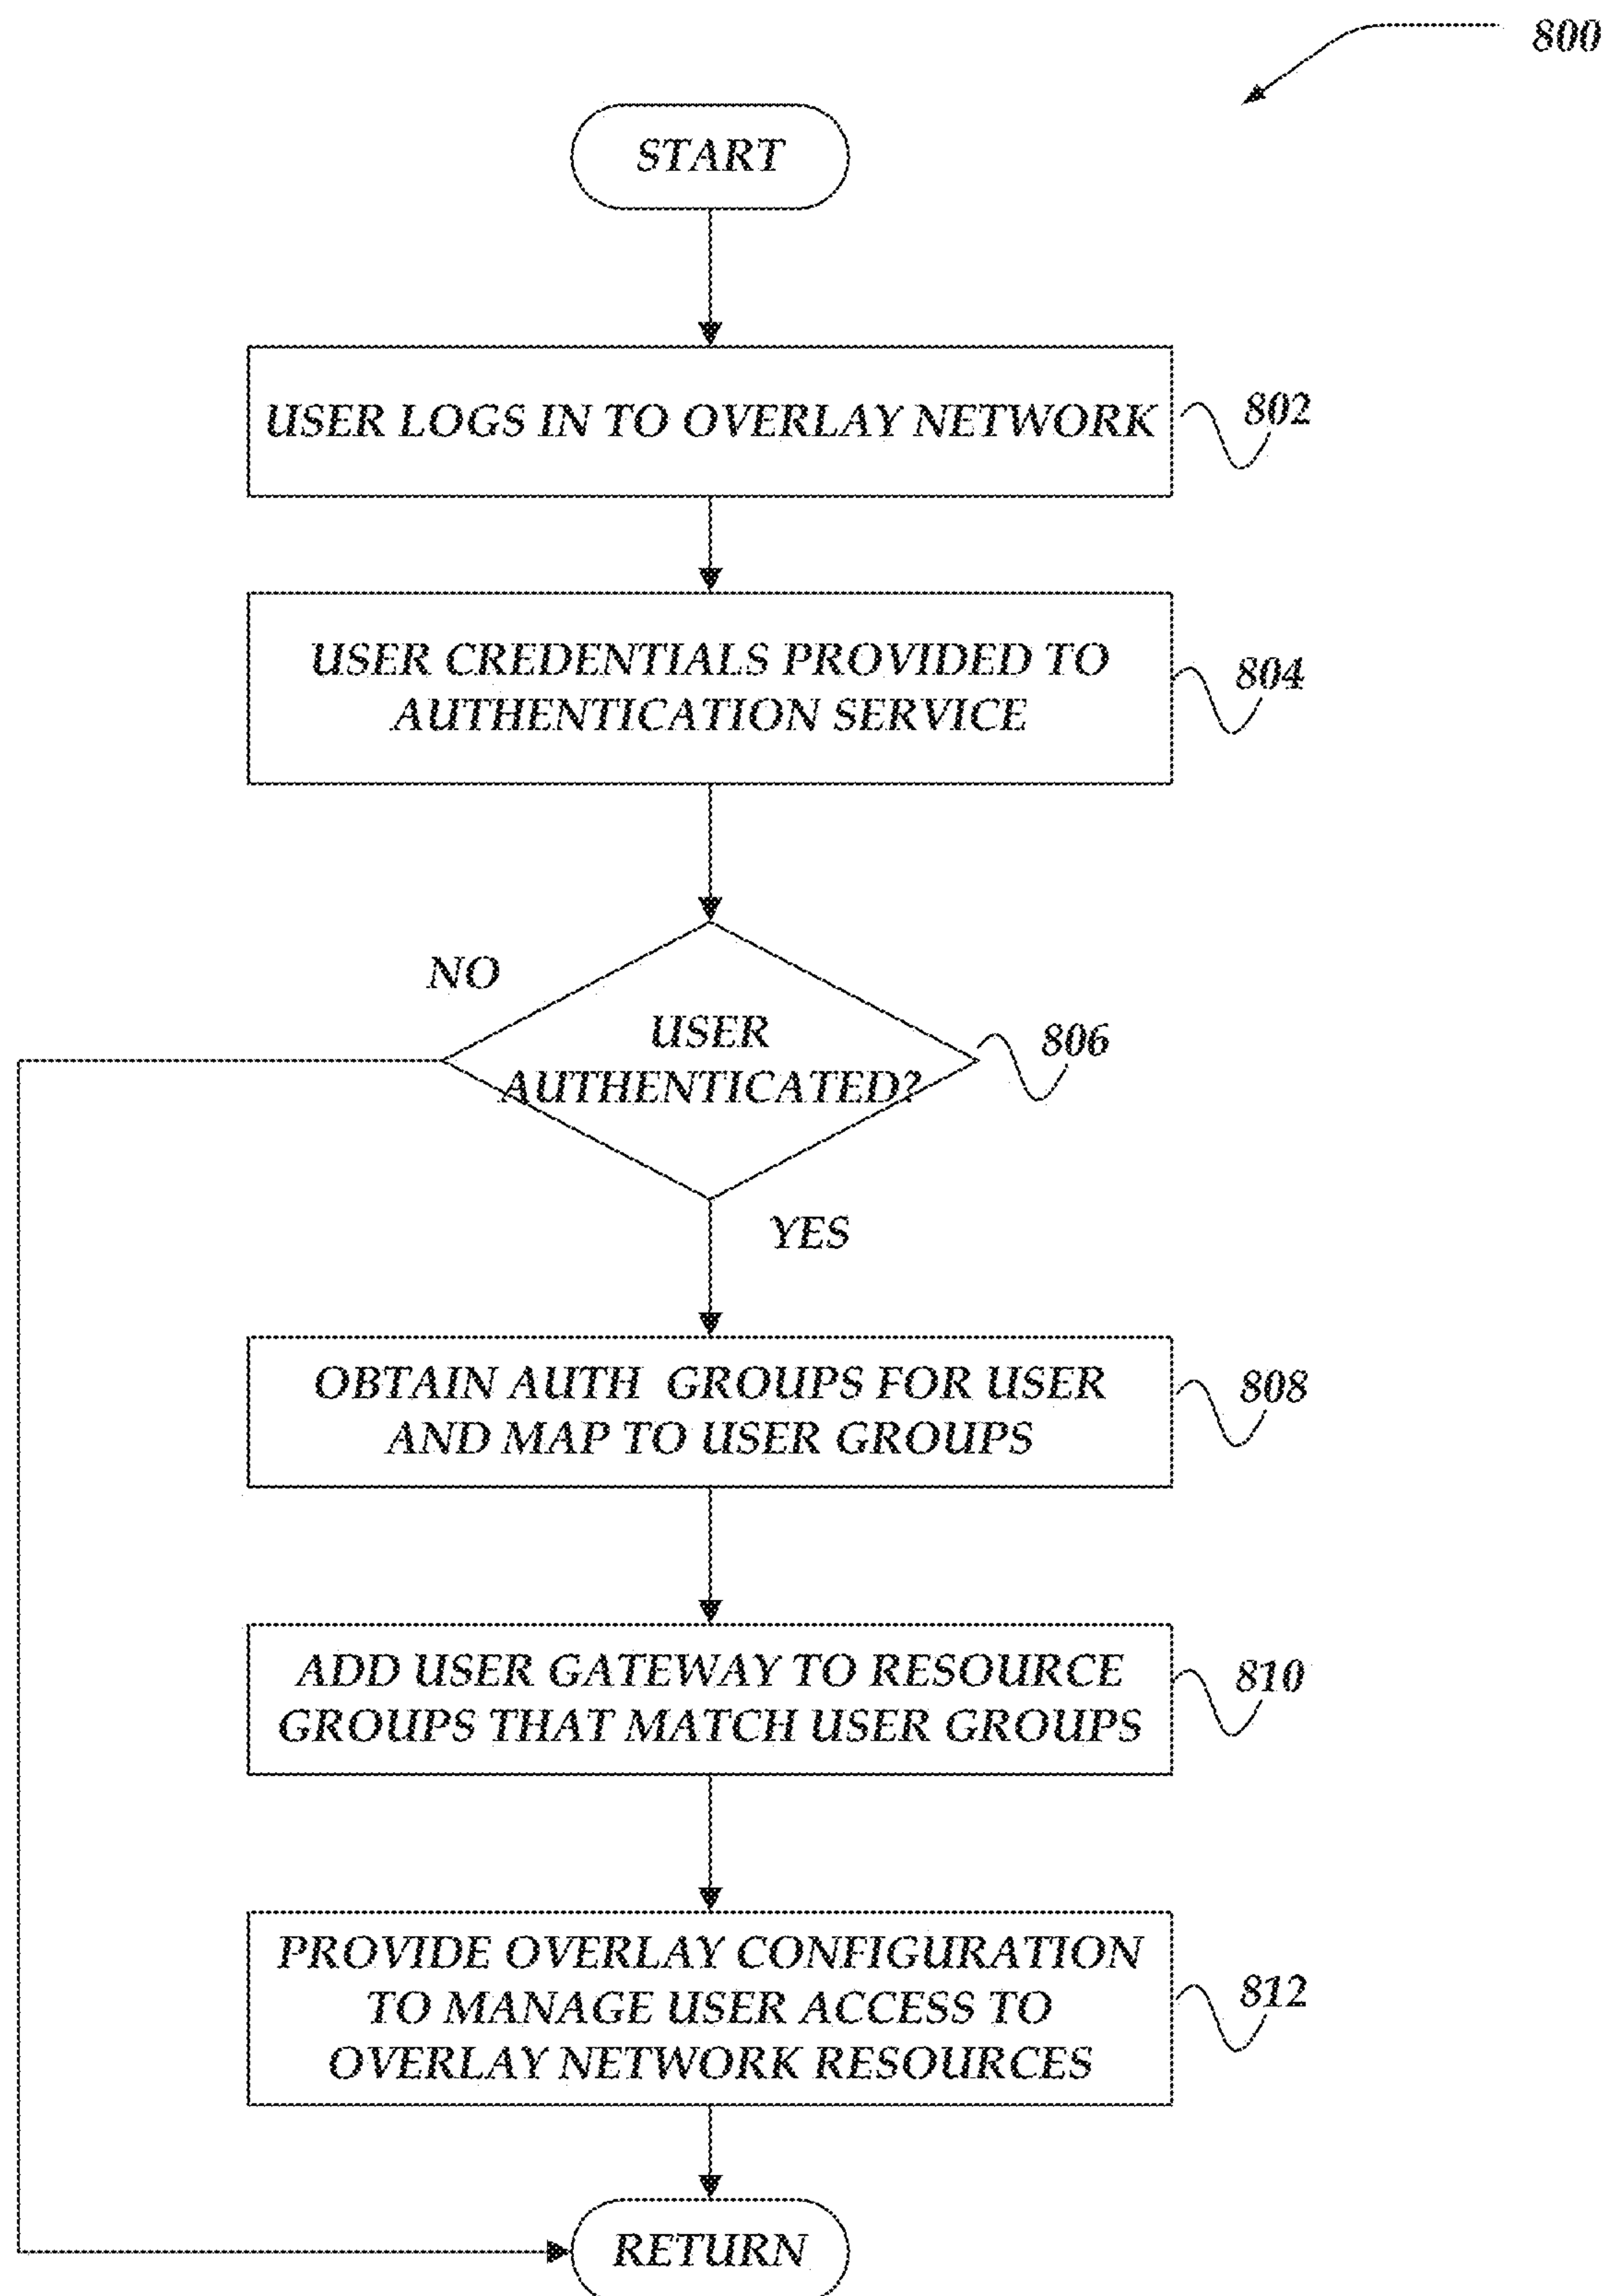 800
START
USER LOGS IN TO OVERLAY NETWORK
802
USER CREDENTIALS PROVIDED TO
AUTHENTICATION SERVICE
804
NO
USER
AUTHENTICATED?
806
YES
OBTAIN AUTH GROUPS FOR USER
AND MAP TO USER GROUPS
808
ADD USER GATEWAY TO RESOURCE
GROUPS THAT MATCH USER GROUPS
810
PROVIDE OVERLAY CONFIGURATION
TO MANAGE USER ACCESS TO
OVERLAY NETWORK RESOURCES
812
RETURN